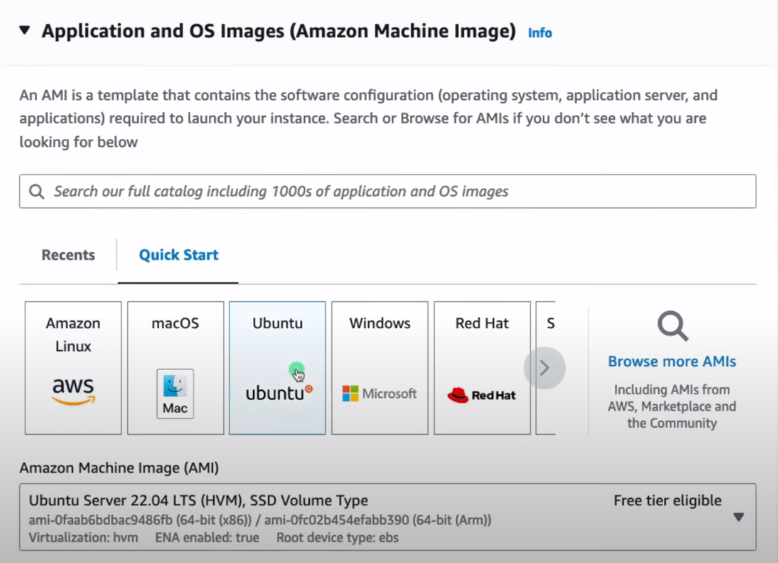 Application and OS Images (Amazon Machine Image) Info
An AMI is a template that contains the software configuration (operating system, application server, and
applications) required to launch your instance. Search or Browse for AMIs if you don't see what you are
looking for below
Search our full catalog including 1000s of application and OS images
Recents
Quick Start
Amazon
Linux
aws
macOS
Mac
Ubuntu
ubuntu
Windows
Microsoft
Red Hat
Red Hat
S
Browse more AMIs
Including AMIs from
AWS, Marketplace and
the Community
Amazon Machine Image (AMI)
Ubuntu Server 22.04 LTS (HVM), SSD Volume Type
Free tier eligible
ami-0faab6bdbac9486fb (64-bit (x86)) / ami-0fc02b454efabb390 (64-bit (Arm))
Virtualization: hvm ENA enabled: true Root device type: ebs